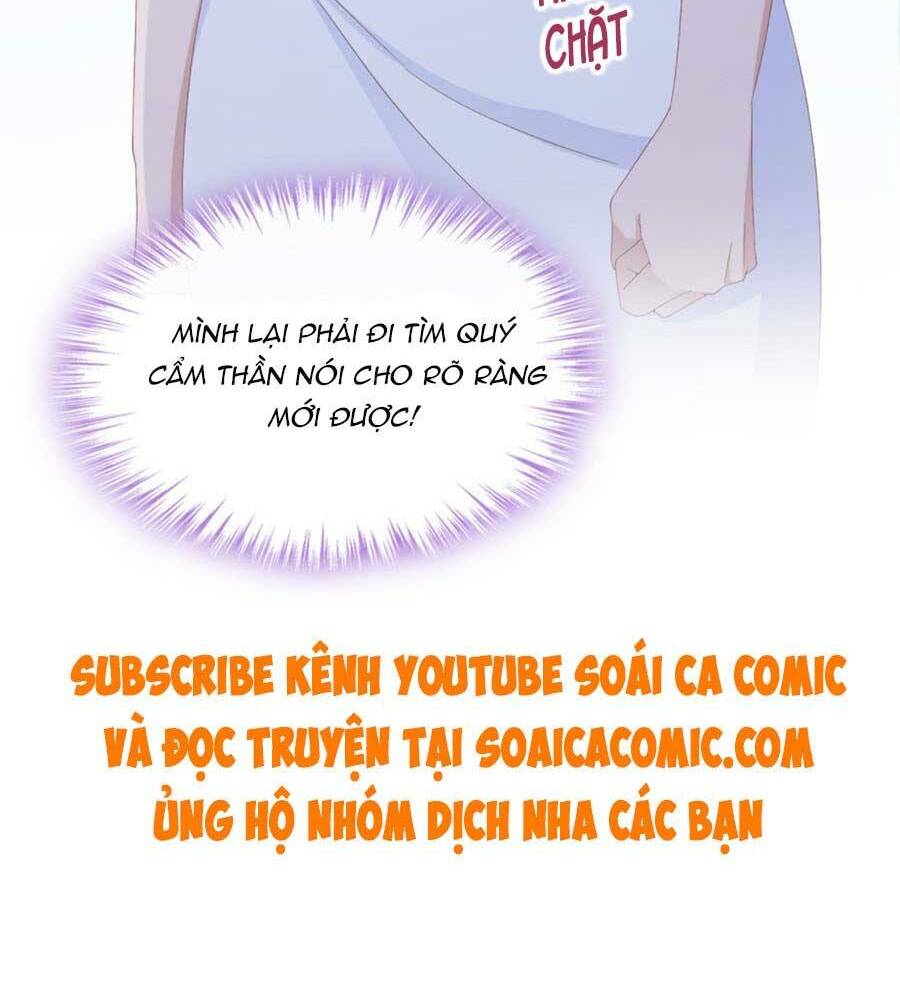 CHẶT
MÌNH LẠI PHẢI ĐI TÌM QUÝ
CẨM THẦN NÓI CHO RÕ RÀNG
MỚI ĐƯỢC!
SUBSCRIBE KÊNH YOUTUBE SOÁI CA COMIC
VÀ ĐỌC TRUYỆN TẠI SOAICACOMIC.COM
ỦNG HỘ NHÓM DỊCH NHA CÁC BẠN